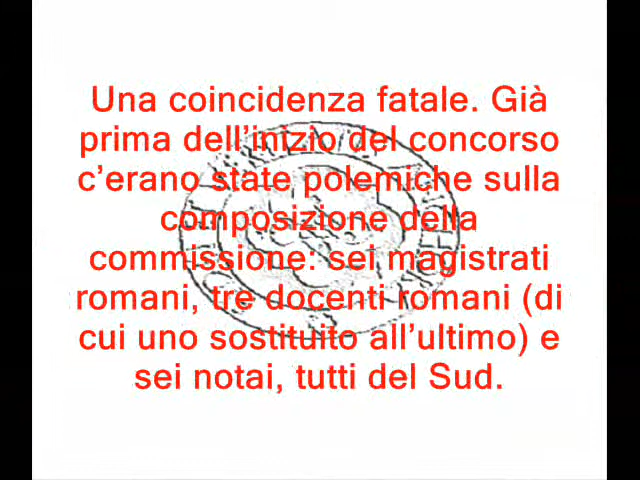 Una coincidenza fatale. Già
prima dell'inizio del concorso
c'erano state polemiche sulla
composizione della
commissione: sei magistrati
romani, tre docenti romani (di
cui uno sostituito all'ultimo) e
sei notai, tutti del Sud.